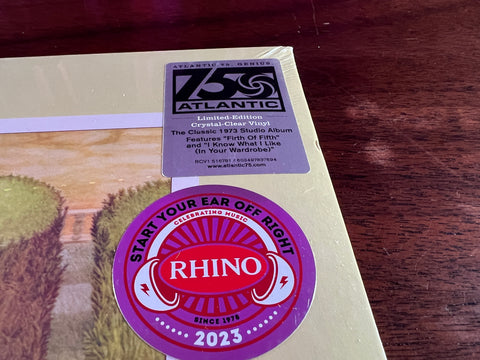 ATLANTIC VS. GENIUS.
75
ATLANTIC
Limited-Edition
Crystal-Clear Vinyl
The Classic 1973 Studio Album
Features "Firth Of Fifth"
and "I Know What I Like
(In Your Wardrobe)"
www.atlantic75.com
START YOUR EAR OFF RIGHT
CELEBRATING MUSIC
RHINO
SINCE 1978
2023